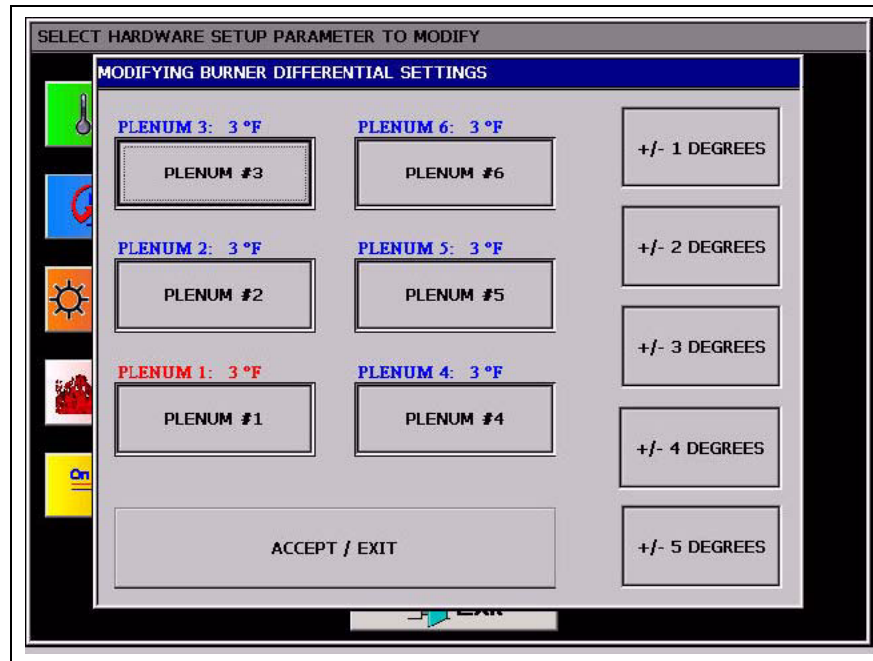 SELECT HARDWARE SETUP PARAMETER TO MODIFY
MODIFYING BURNER DIFFERENTIAL SETTINGS
PLENUM 3: 3 °F
PLENUM #3
PLENUM 6: 3 °F
PLENUM #6
PLENUM 2: 3 °F
PLENUM #2
PLENUM 5: 3 °F
PLENUM #5
PLENUM 1: 3 °F
PLENUM #1
PLENUM 4: 3 °F
PLENUM #4
+/- 1 DEGREES
+/- 2 DEGREES
+/- 3 DEGREES
+/- 4 DEGREES
+/- 5 DEGREES
ACCEPT / EXIT
On